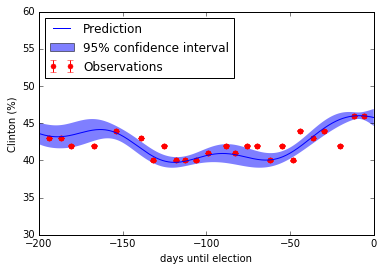 60
55
50
45
40
35
30
Clinton (%)
Prediction
95% confidence interval
Observations
−200
−150
−100
−50
0
days until election